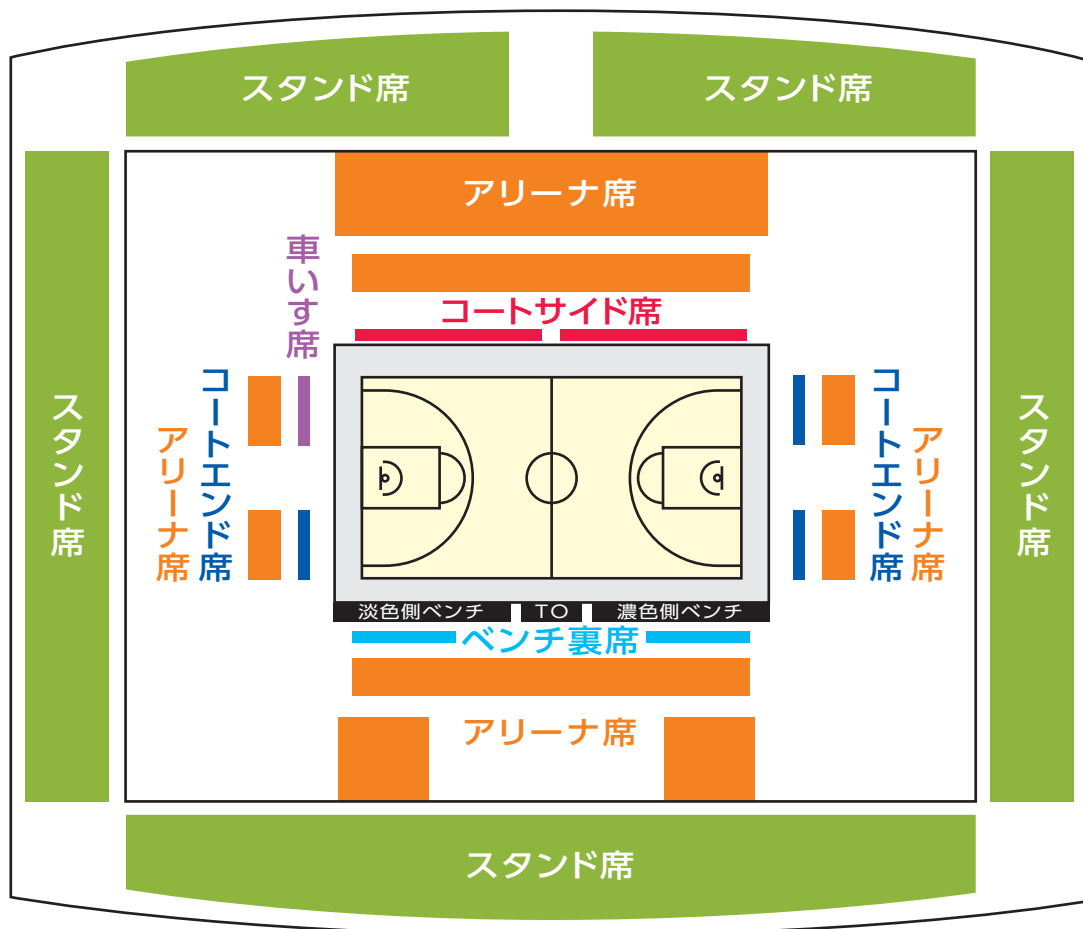 スタンド席
スタンド席
アリーナ席
車いす席
コートサイド席
スタンド席
アリーナ席
コートエンド席
コートエンド席
アリーナ席
スタンド席
淡色側ベンチ
TO
濃色側ベンチ
ベンチ裏席
アリーナ席
スタンド席